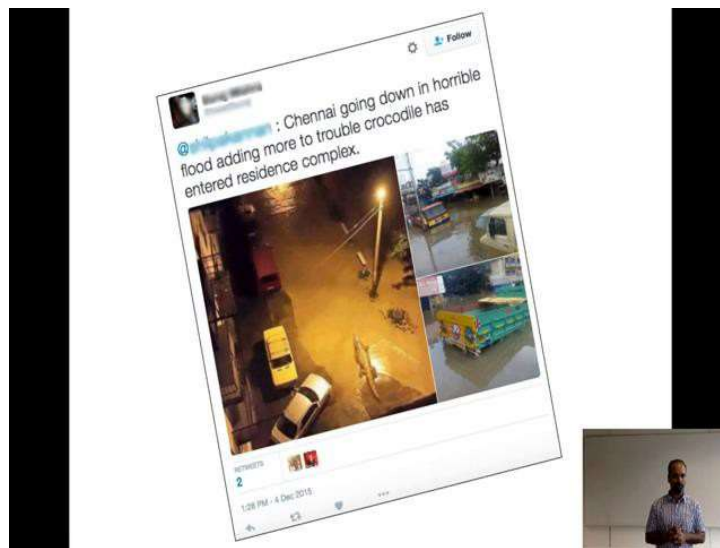 Follow
@ : Chennai going down in horrible
flood adding more to trouble crocodile has
entered residence complex.
RETWEETS
2
1:28 PM - 4 Dec 2015